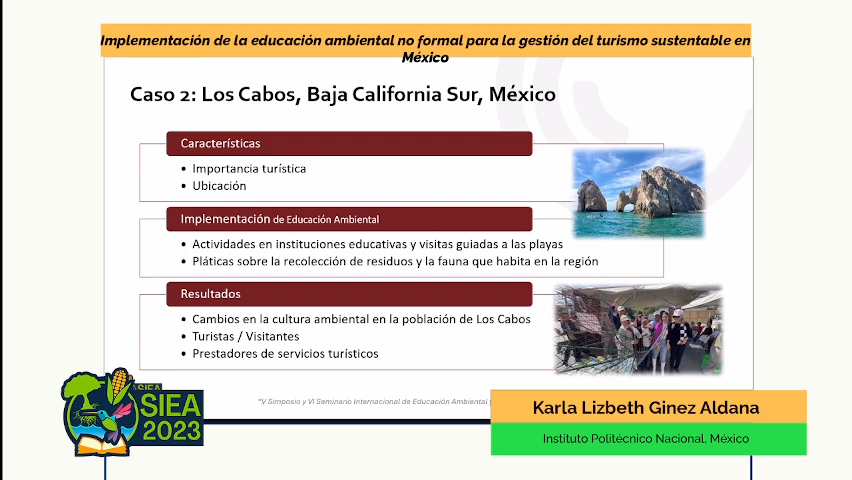 Implementación de la educación ambiental no formal para la gestión del turismo sustentable en
México
Caso 2: Los Cabos, Baja California Sur, México
Características
• Importancia turística
• Ubicación
Implementación de Educación Ambiental
• Actividades en instituciones educativas y visitas guiadas a las playas
• Pláticas sobre la recolección de residuos y la fauna que habita en la región
Resultados
• Cambios en la cultura ambiental en la población de Los Cabos
• Turistas / Visitantes
• Prestadores de servicios turísticos
SIEA
SIEA
2023
"V Simposio y VI Seminario Internacional de Educación Ambiental y
Karla Lizbeth Ginez Aldana
Instituto Politécnico Nacional, México